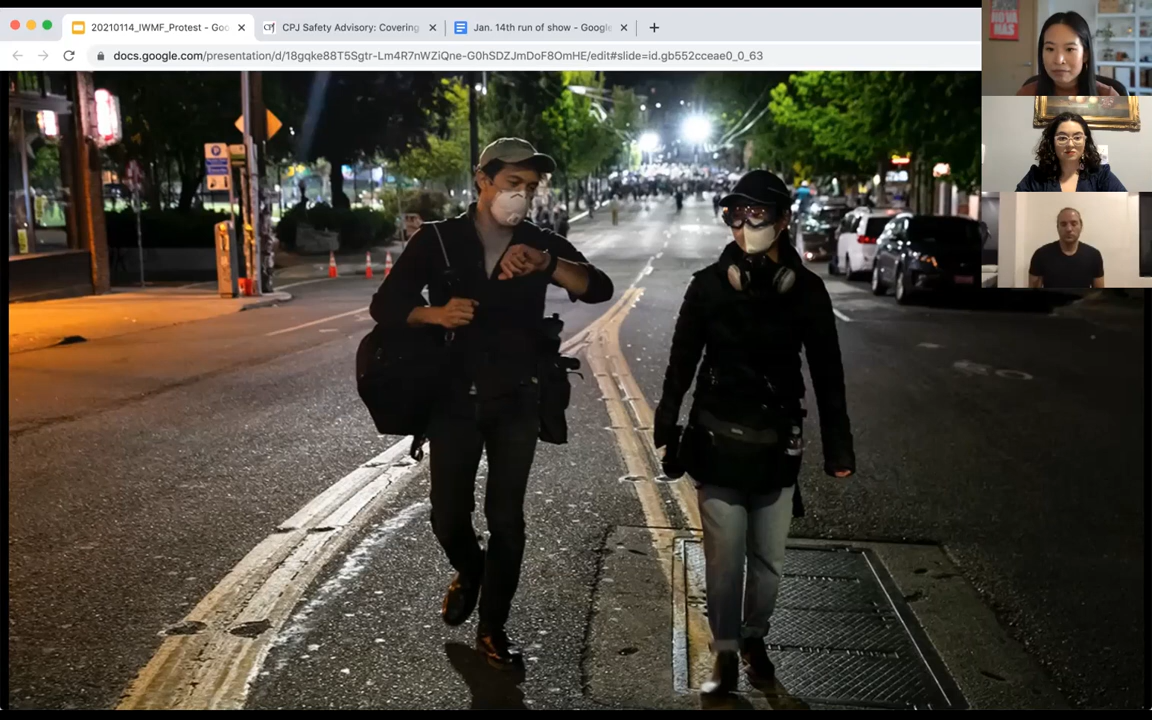 20210114_IWMF_Protest - Goo
CPJ Safety Advisory: Covering
Jan. 14th run of show - Google
docs.google.com/presentation/d/18gqke88T5Sgtr-Lm4R7nWZiQne-G0hSDZJmDoF8OmHE/edit#slide=id.gb552cceae0_0_63